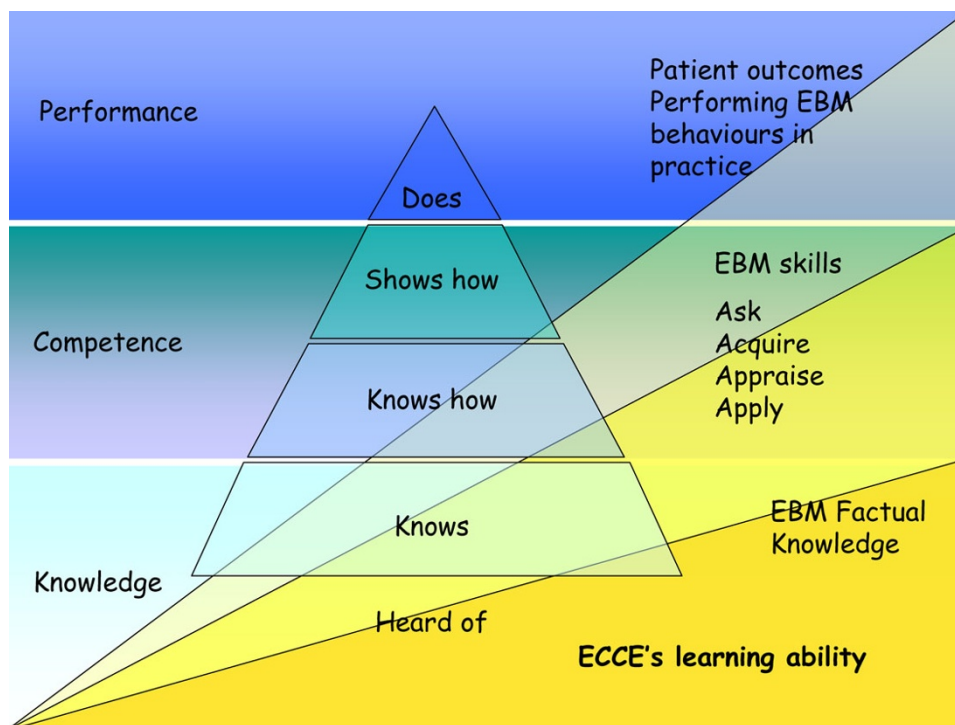 Performance
Does
Patient outcomes
Performing EBM
behaviours in
practice
Competence
Shows how
Knows how
EBM skills
Ask
Acquire
Appraise
Apply
Knowledge
Knows
Heard of
EBM Factual
Knowledge
ECCE's learning ability